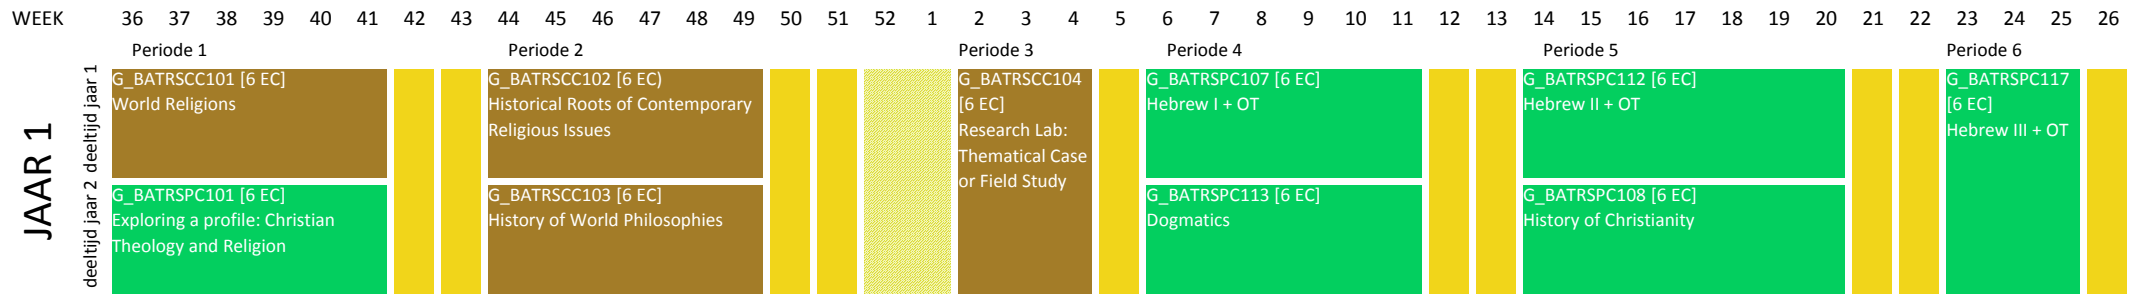 WEEK 36 37 38 39 40 41 42 43 44 45 46 47 48 49 50 51 52 1 2 3 4 5 6 7 8 9 10 11 12 13 14 15 16 17 18 19 20 21 22 23 24 25 26
Periode 1 Periode 2 Periode 3 Periode 4 Periode 5 Periode 6
JAAR 1
deeltijd jaar 1
G_BATRSCC101 [6 EC]
World Religions
G_BATRSCC102 [6 EC)
Historical Roots of Contemporary
Religious Issues
G_BATRSCC104
[6 EC]
Research Lab:
Thematical Case
or Field Study
G_BATRSPC107 [6 EC]
Hebrew I + OT
G_BATRSPC112 [6 EC]
Hebrew II + OT
G_BATRSPC117
[6 EC]
Hebrew III + OT
deeltijd jaar 2
G_BATRSPC101 [6 EC]
Exploring a profile: Christian
Theology and Religion
G_BATRSCC103 [6 EC]
History of World Philosophies
G_BATRSPC113 [6 EC]
Dogmatics
G_BATRSPC108 [6 EC]
History of Christianity